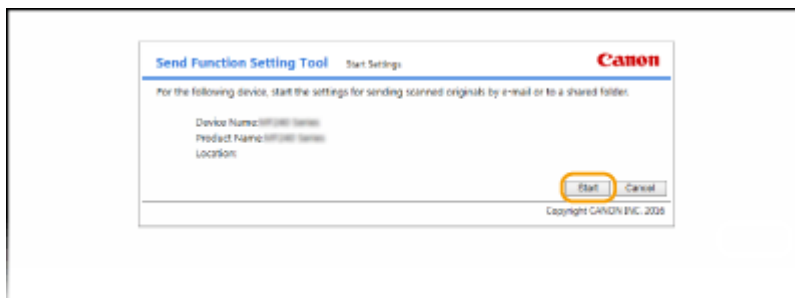 Send Function Setting Tool Start Settings Canon
For the following device, start the settings for sending scanned originals by e-mail or to a shared folder.
Device Name:
Product Name:
Location:
Start Cancel
Copyright CANON INC. 2016